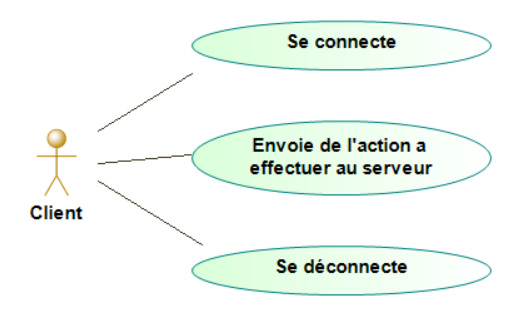 Se connecte
Envoie de l'action a
effectuer au serveur
Client
Se déconnecte